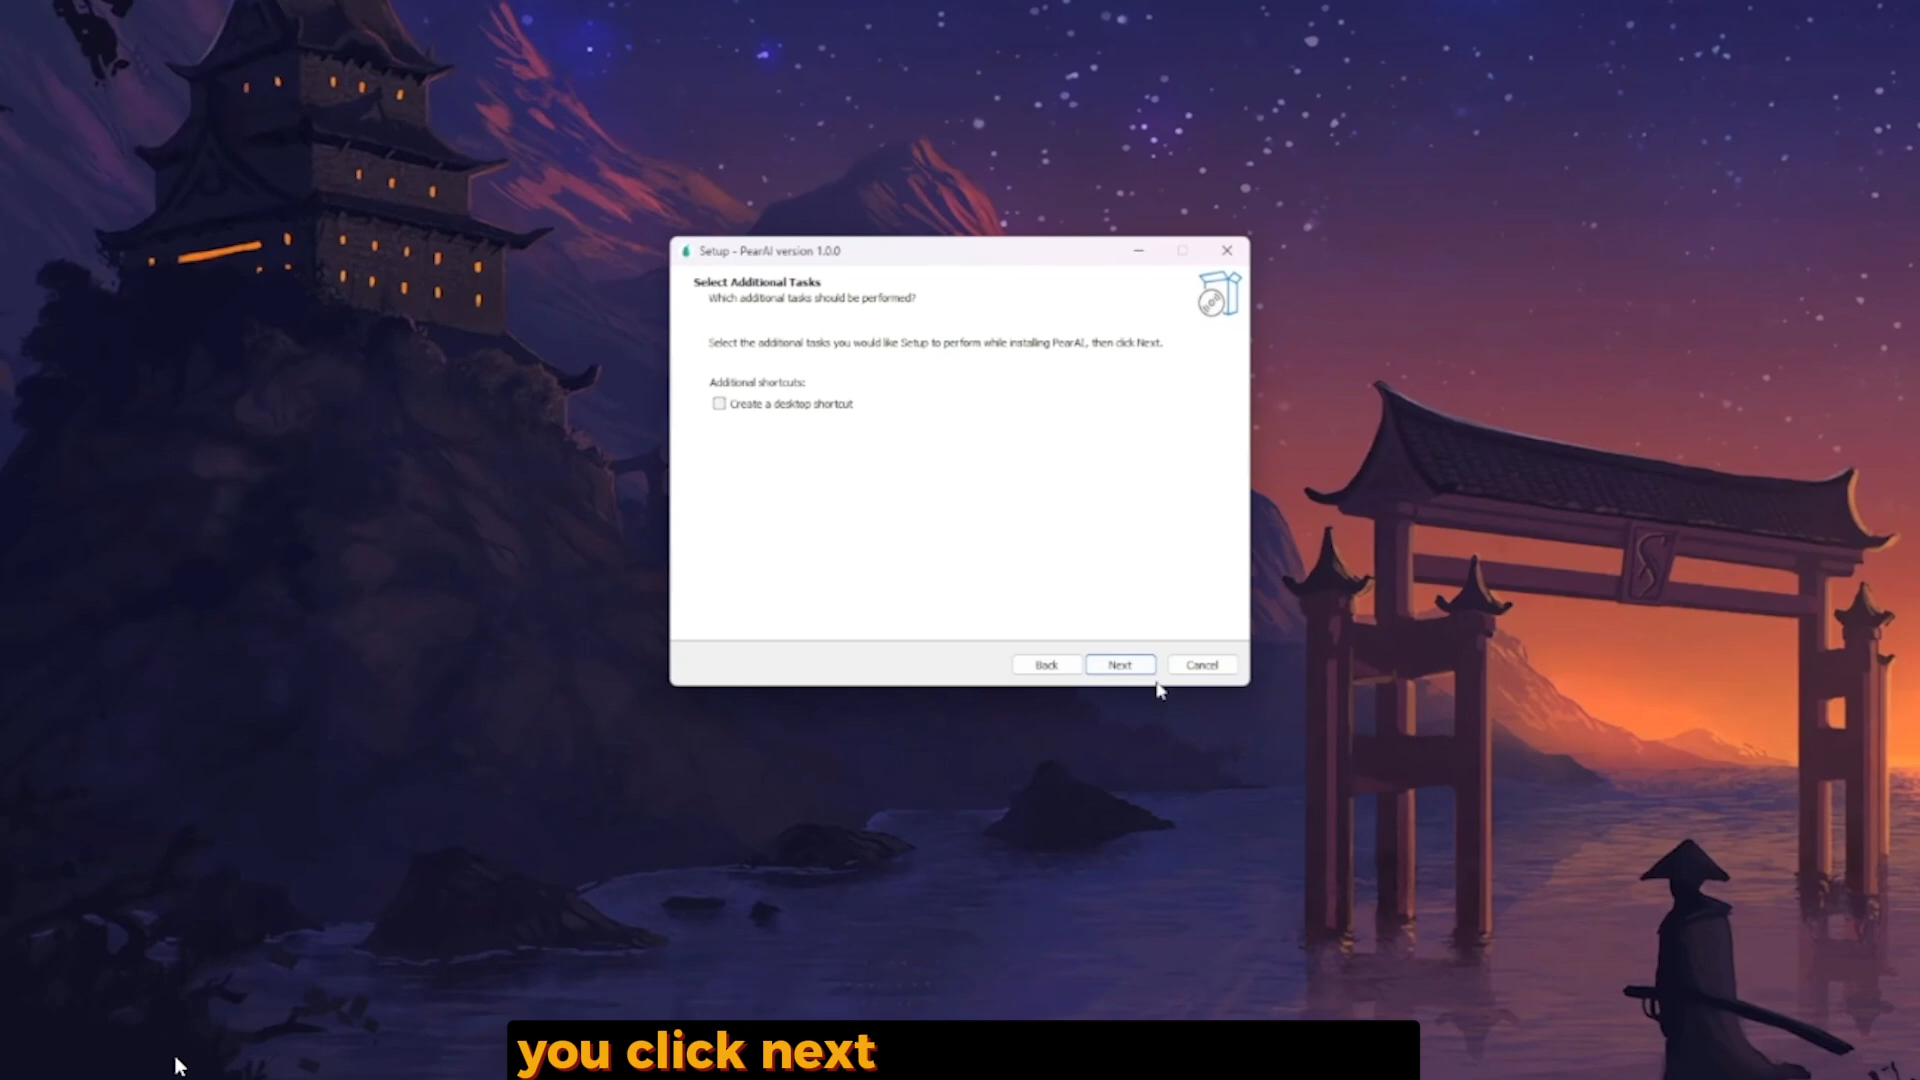 Setup - PearAI version 1.0.0
Select Additional Tasks
Which additional tasks should be performed?
Select the additional tasks you would like Setup to perform while installing PearAI, then click Next.
Additional shortcuts:
Create a desktop shortcut
Back
Next
Cancel
you click next